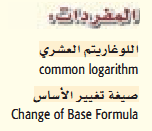 المفردات:
اللوغاريتم العشري
common logarithm
صيغة تغيير الأساس
Change of Base Formula